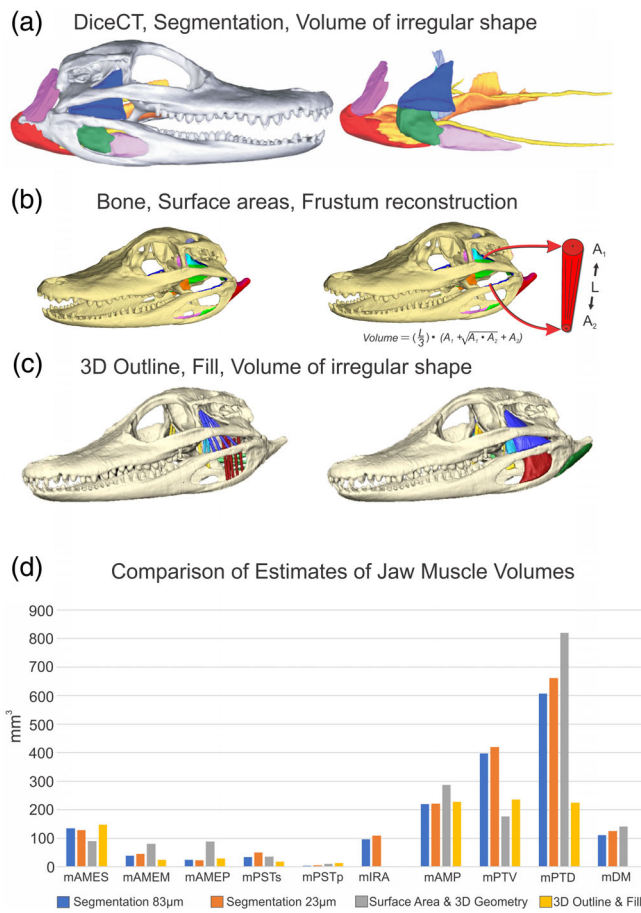 (a) DiceCT, Segmentation, Volume of irregular shape
(b) Bone, Surface areas, Frustum reconstruction
A₁
L
A₂
Volume = (l/3) • (A₁ + √A₁ • A₂ + A₂)
(c) 3D Outline, Fill, Volume of irregular shape
(d) Comparison of Estimates of Jaw Muscle Volumes
900
800
700
600
500
400
300
200
100
0
mm³
mAMES mAMEM mAMEP mPSTs mPSTp mIRA mAMP mPTV mPTD mDM
Segmentation 83µm Segmentation 23µm Surface Area & 3D Geometry 3D Outline & Fill